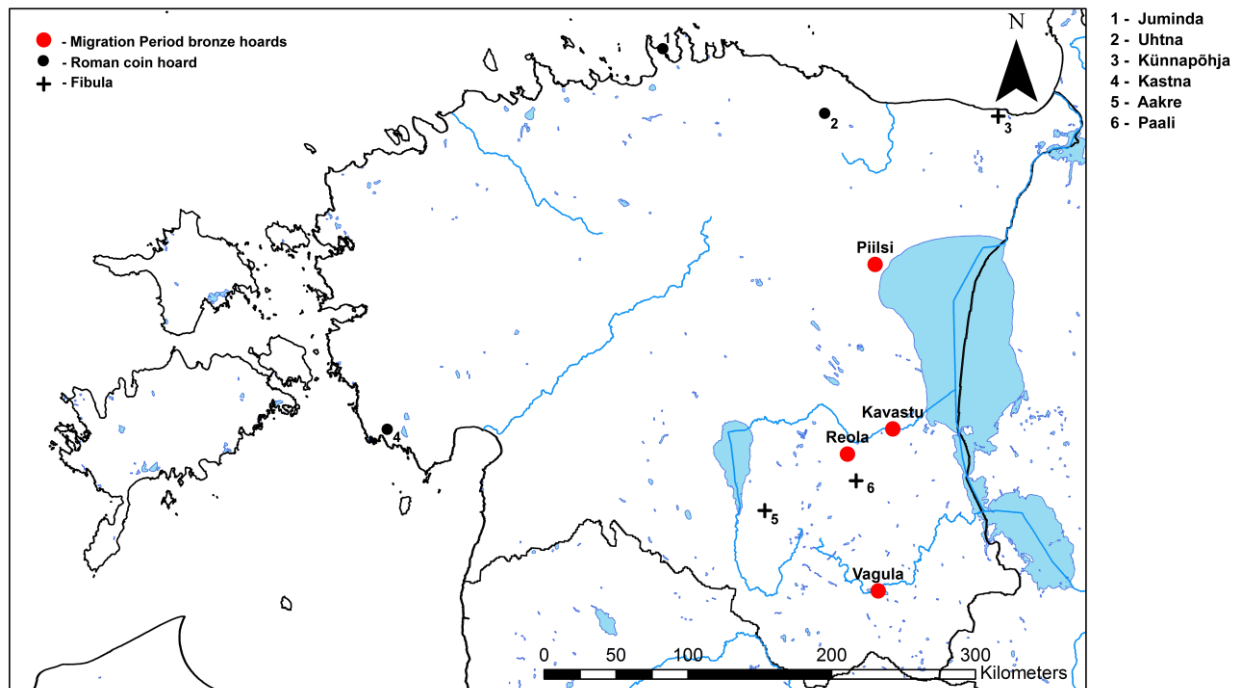 - Migration Period bronze hoards
- Roman coin hoard
- Fibula
N
1 - Juminda
2 - Uhtna
3 - Künnapõhja
4 - Kastna
5 - Aakre
6 - Paali
1
2
3
Piilsi
Kavastu
4
Reola
6
5
Vagula
0 50 100 200 300
Kilometers